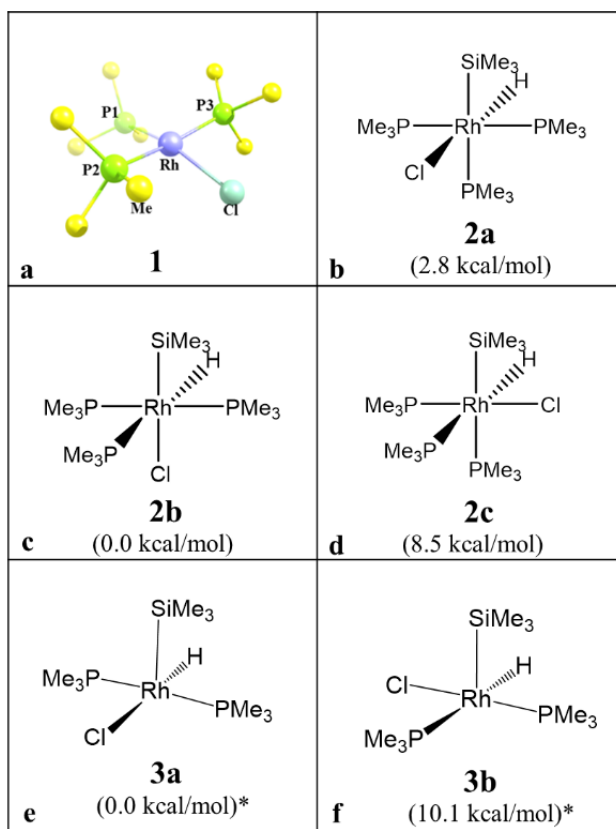 P1
P3
P2
Rh
Me
Cl
1
a
SiMe3
H
Me3P
Rh
PMe3
Cl
PMe3
2a
b
(2.8 kcal/mol)
SiMe3
H
Me3P
Rh
PMe3
Me3P
Cl
2b
c
(0.0 kcal/mol)
SiMe3
H
Me3P
Rh
Cl
Me3P
PMe3
2c
d
(8.5 kcal/mol)
SiMe3
H
Me3P
Rh
Cl
PMe3
3a
e
(0.0 kcal/mol)*
SiMe3
H
Cl
Rh
Me3P
PMe3
3b
f
(10.1 kcal/mol)*